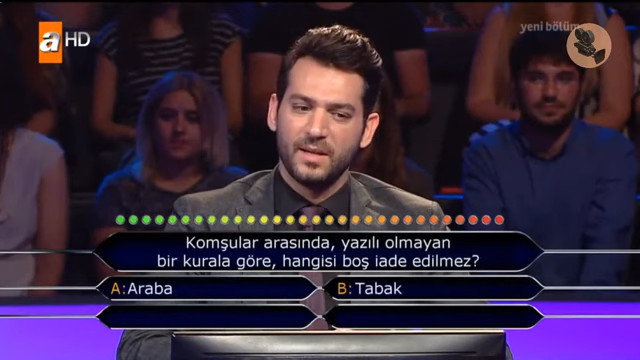 a HD
yeni bölüm
Komşular arasında, yazılı olmayan
bir kurala göre, hangisi boş iade edilmez?
A:Araba
B:Tabak